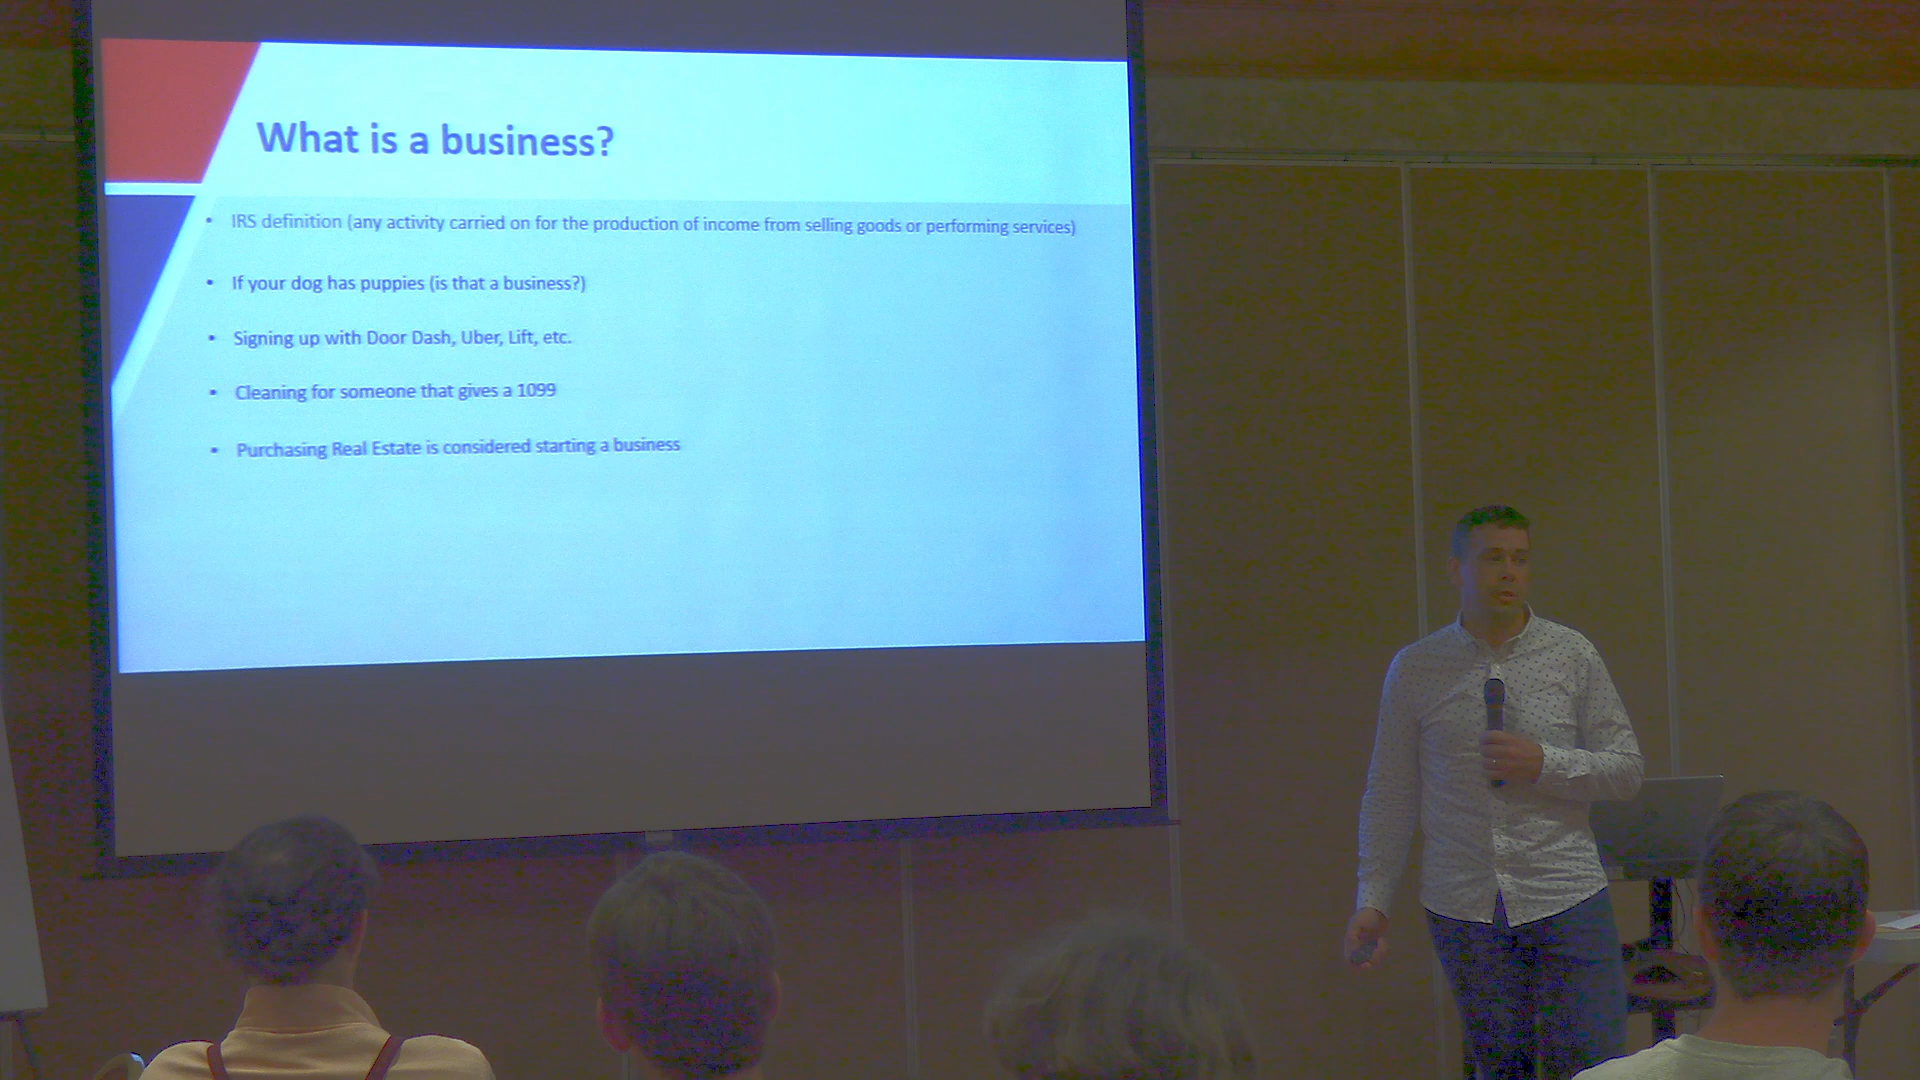 What is a business?
• IRS definition (any activity carried on for the production of income from selling goods or performing services)
• If your dog has puppies (is that a business?)
• Signing up with Door Dash, Uber, Lift, etc.
• Cleaning for someone that gives a 1099
• Purchasing Real Estate is considered starting a business